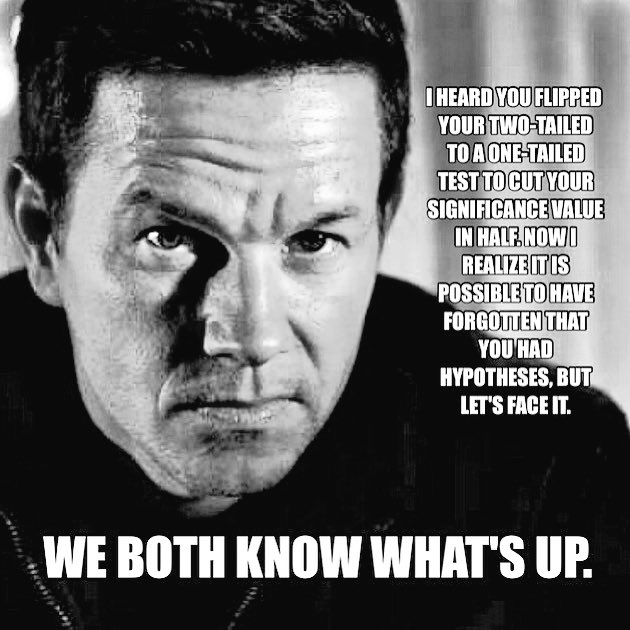 I HEARD YOU FLIPPED
YOUR TWO-TAILED
TO A ONE-TAILED
TEST TO CUT YOUR
SIGNIFICANCE VALUE
IN HALF. NOW I
REALIZE IT IS
POSSIBLE TO HAVE
FORGOTTEN THAT
YOU HAD
HYPOTHESES, BUT
LET'S FACE IT.
WE BOTH KNOW WHAT'S UP.